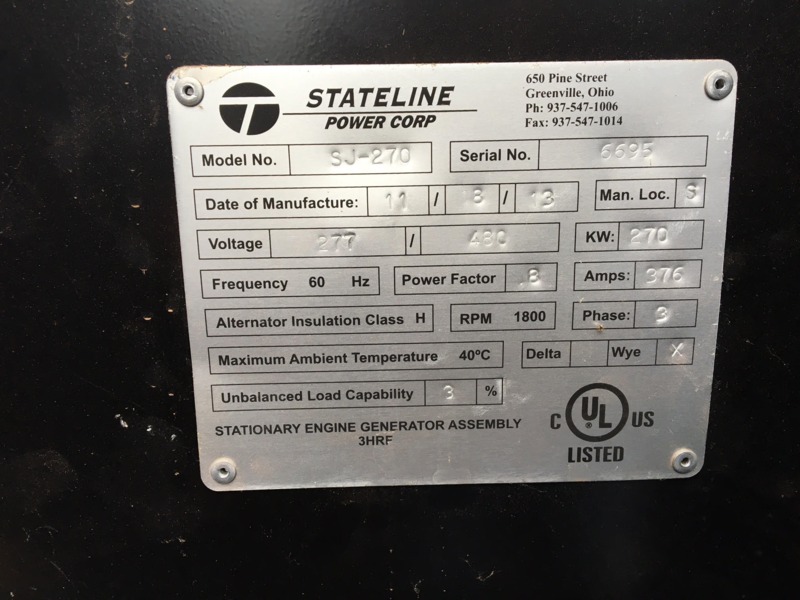 STATELINE
POWER CORP
650 Pine Street
Greenville, Ohio
Ph: 937-547-1006
Fax: 937-547-1014
Model No. SJ-270 Serial No. 6695
Date of Manufacture: 11 / 8 / 13 Man. Loc. S
Voltage 277 / 480 KW: 270
Frequency 60 Hz Power Factor .8 Amps: 376
Alternator Insulation Class H RPM 1800 Phase: 3
Maximum Ambient Temperature 40ºC Delta Wye X
Unbalanced Load Capability 3 %
STATIONARY ENGINE GENERATOR ASSEMBLY
3HRF
C UL ® US
LISTED